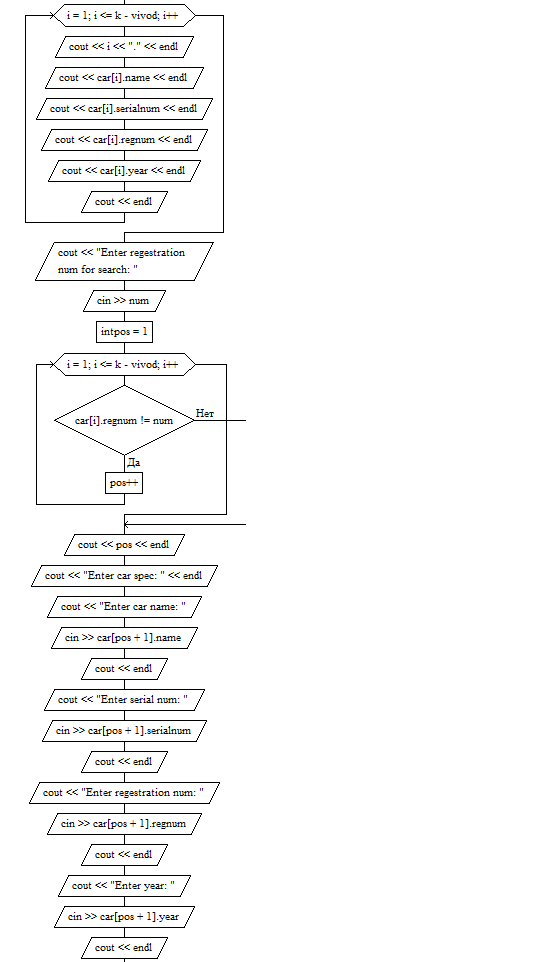 i = 1; i <= k - vivod; i++
cout << i << "." << endl
cout << car[i].name << endl
cout << car[i].serialnum << endl
cout << car[i].regnum << endl
cout << car[i].year << endl
cout << endl
cout << "Enter regestration
num for search: "
cin >> num
intpos = 1
i = 1; i <= k - vivod; i++
Нет
car[i].regnum != num
Да
pos++
cout << pos << endl
cout << "Enter car spec: " << endl
cout << "Enter car name: "
cin >> car[pos + 1].name
cout << endl
cout << "Enter serial num: "
cin >> car[pos + 1].serialnum
cout << endl
cout << "Enter regestration num: "
cin >> car[pos + 1].regnum
cout << endl
cout << "Enter year: "
cin >> car[pos + 1].year
cout << endl